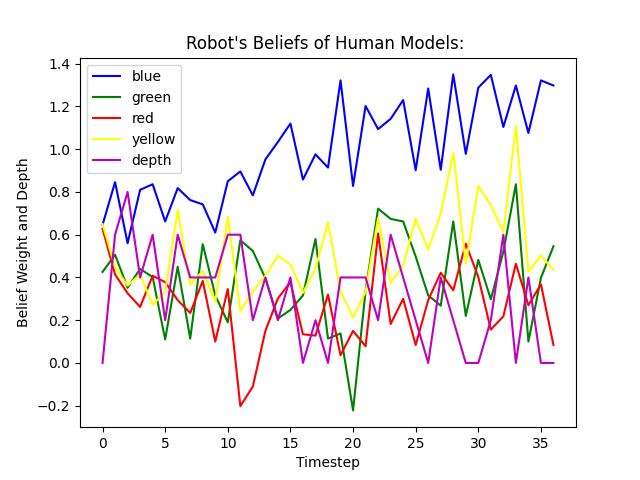 Robot's Beliefs of Human Models:
blue
green
red
yellow
depth
Belief Weight and Depth
1.4
1.2
1.0
0.8
0.6
0.4
0.2
0.0
−0.2
0 5 10 15 20 25 30 35
Timestep